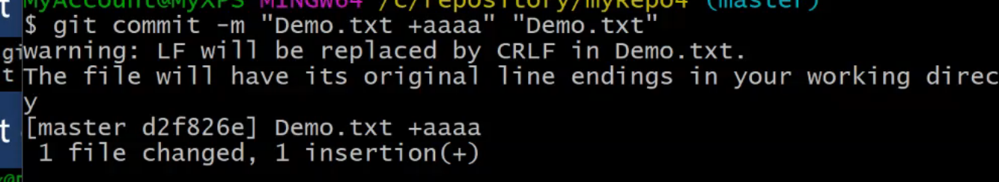 MyAccount@MyXPS MINGW64 /c/repository/myRepo4 (master)
$ git commit -m "Demo.txt +aaaa" "Demo.txt"
warning: LF will be replaced by CRLF in Demo.txt.
The file will have its original line endings in your working direc
y
[master d2f826e] Demo.txt +aaaa
 1 file changed, 1 insertion(+)